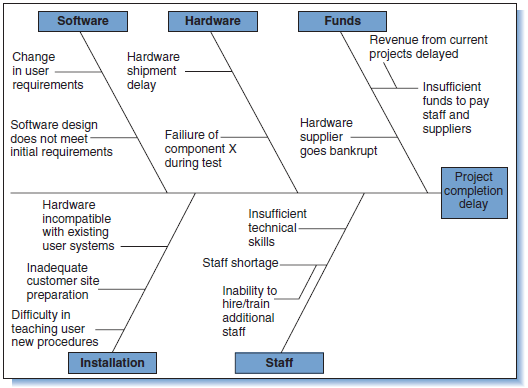 Software
Hardware
Funds
Change
in user
requirements
Hardware
shipment
delay
Revenue from current
projects delayed
Insufficient
funds to pay
staff and
suppliers
Software design
does not meet
initial requirements
Failiure of
component X
during test
Hardware
supplier
goes bankrupt
Project
completion
delay
Hardware
incompatible
with existing
user systems
Insufficient
technical
skills
Inadequate
customer site
preparation
Staff shortage
Inability to
hire/train
additional
staff
Difficulty in
teaching user
new procedures
Installation
Staff